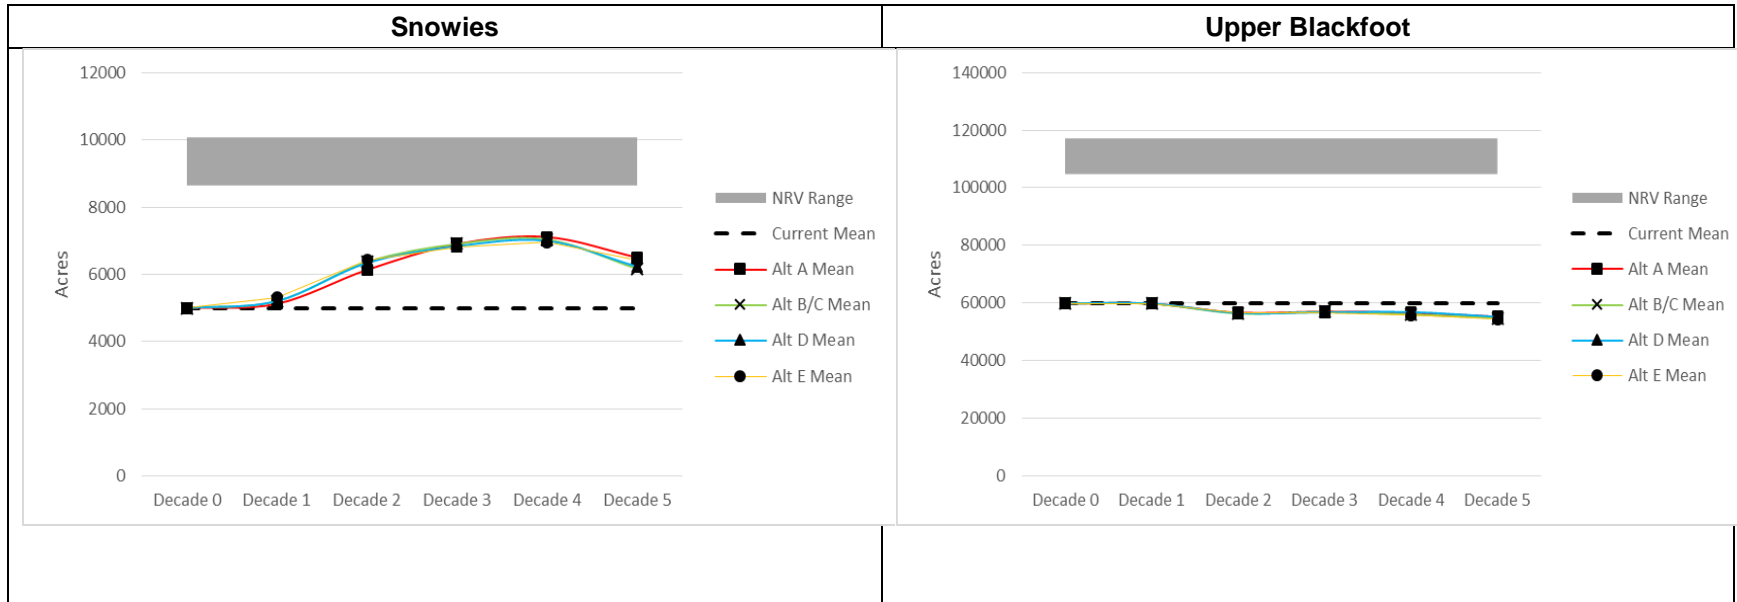 Snowies
Upper Blackfoot
12000
10000
8000
6000
4000
2000
0
Acres
Decade 0 Decade 1 Decade 2 Decade 3 Decade 4 Decade 5
NRV Range
Current Mean
Alt A Mean
Alt B/C Mean
Alt D Mean
Alt E Mean
140000
120000
100000
80000
60000
40000
20000
0
Acres
Decade 0 Decade 1 Decade 2 Decade 3 Decade 4 Decade 5
NRV Range
Current Mean
Alt A Mean
Alt B/C Mean
Alt D Mean
Alt E Mean